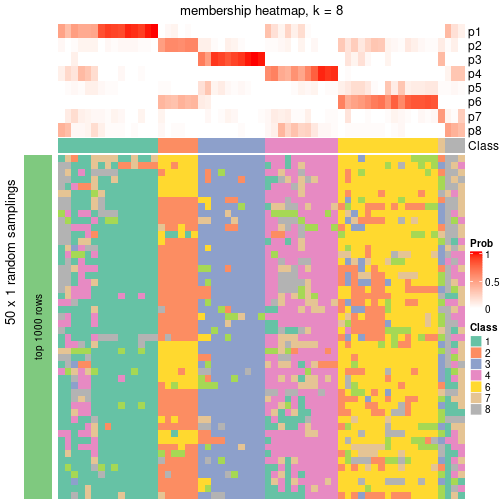 membership heatmap, k = 8
p1
p2
p3
p4
p5
p6
p7
p8
Class
50 x 1 random samplings
top 1000 rows
Prob
1
0.5
0
Class
1
2
3
4
6
7
8